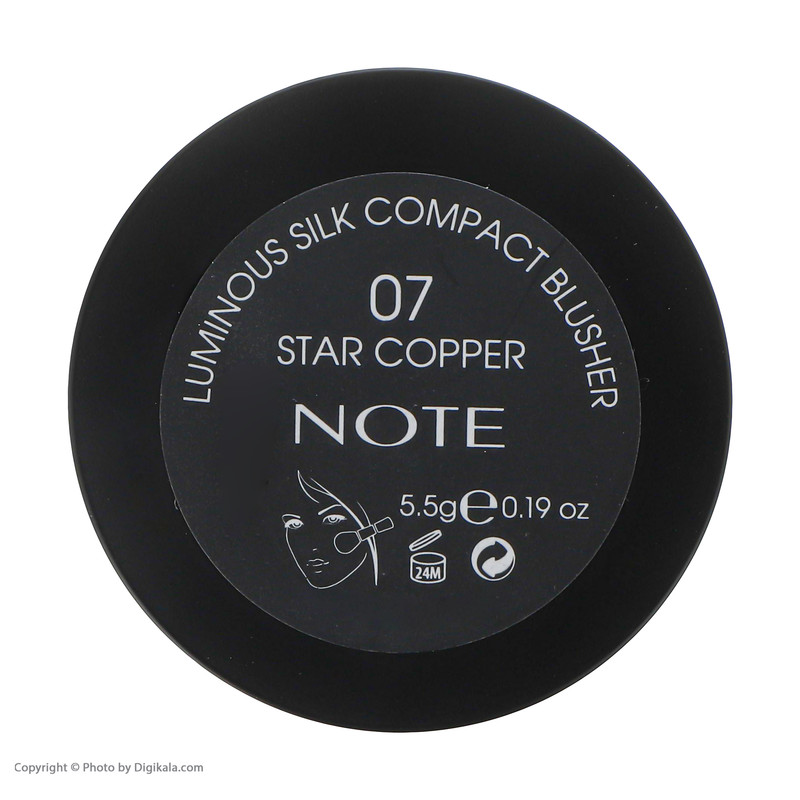 LUMINOUS SILK COMPACT BLUSHER
07
STAR COPPER
NOTE
5.5g e 0.19 oz
24M
Copyright © Photo by Digikala.com